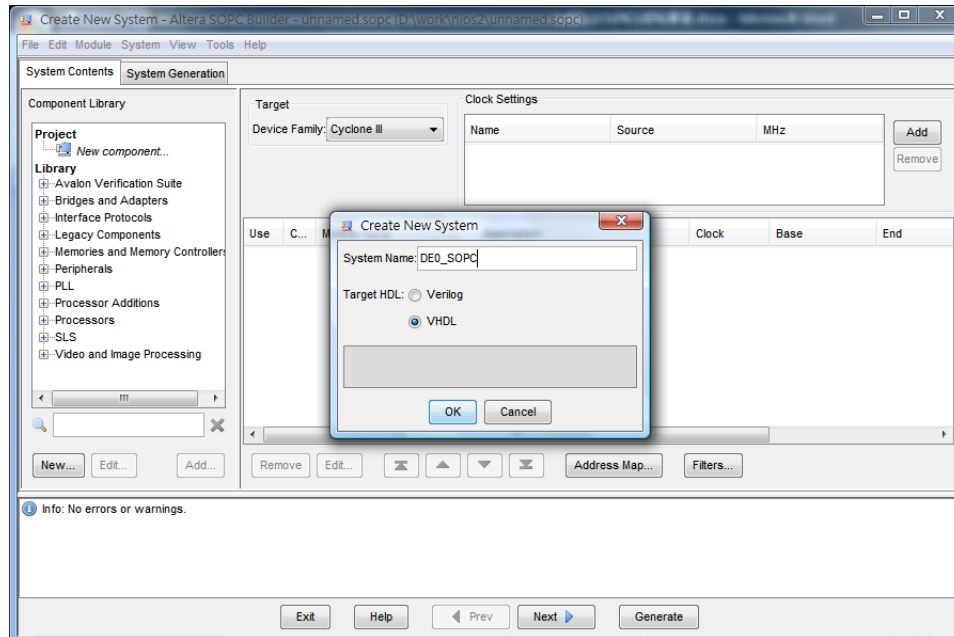 Create New System - Altera SOPC Builder - unnamed.sopc (D:\work\nios2\unnamed.sopc)
File Edit Module System View Tools Help
System Contents System Generation
Component Library
Project
New component...
Library
Avalon Verification Suite
Bridges and Adapters
Interface Protocols
Legacy Components
Memories and Memory Controllers
Peripherals
PLL
Processor Additions
Processors
SLS
Video and Image Processing
New... Edit... Add...
Target
Device Family: Cyclone III
Clock Settings
Name Source MHz
Add
Remove
Use C... Clock Base End
Create New System
System Name: DE0_SOPC
Target HDL: Verilog
VHDL
OK Cancel
Remove Edit... Address Map... Filters...
Info: No errors or warnings.
Exit Help Prev Next Generate